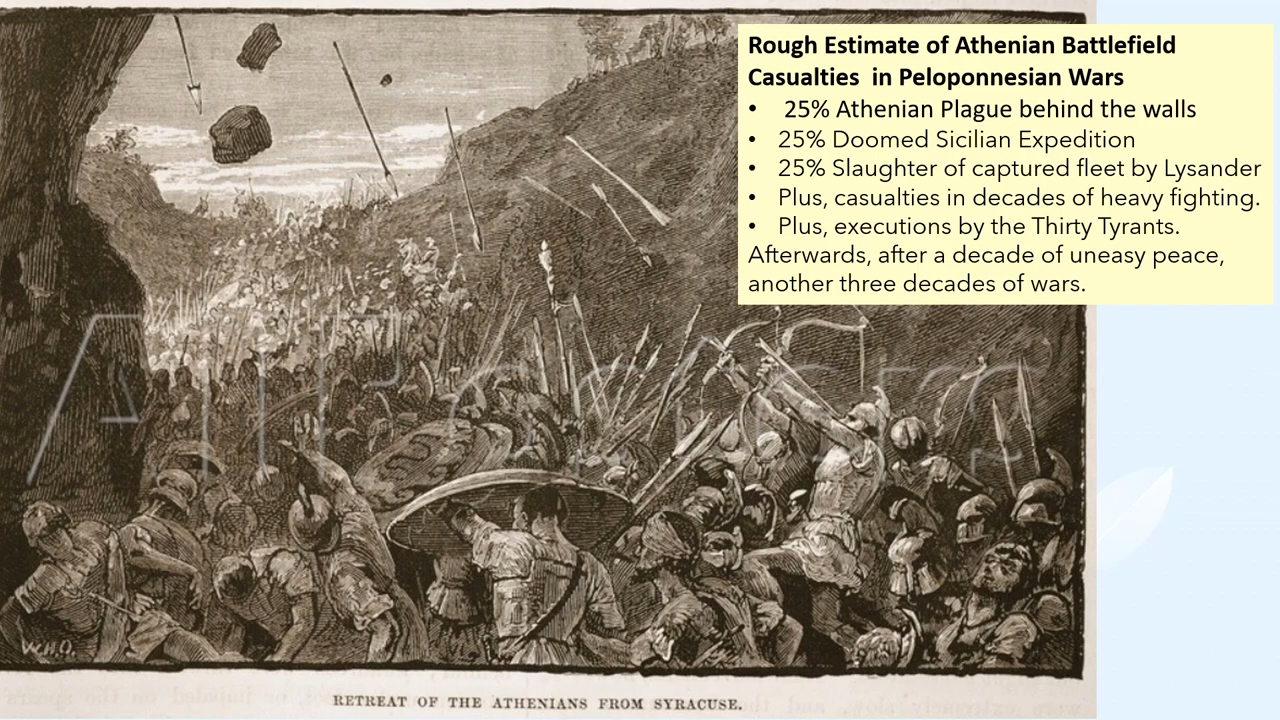 Rough Estimate of Athenian Battlefield
Casualties in Peloponnesian Wars
• 25% Athenian Plague behind the walls
• 25% Doomed Sicilian Expedition
• 25% Slaughter of captured fleet by Lysander
• Plus, casualties in decades of heavy fighting.
• Plus, executions by the Thirty Tyrants.
Afterwards, after a decade of uneasy peace,
another three decades of wars.
W.H.O.
RETREAT OF THE ATHENIANS FROM SYRACUSE.